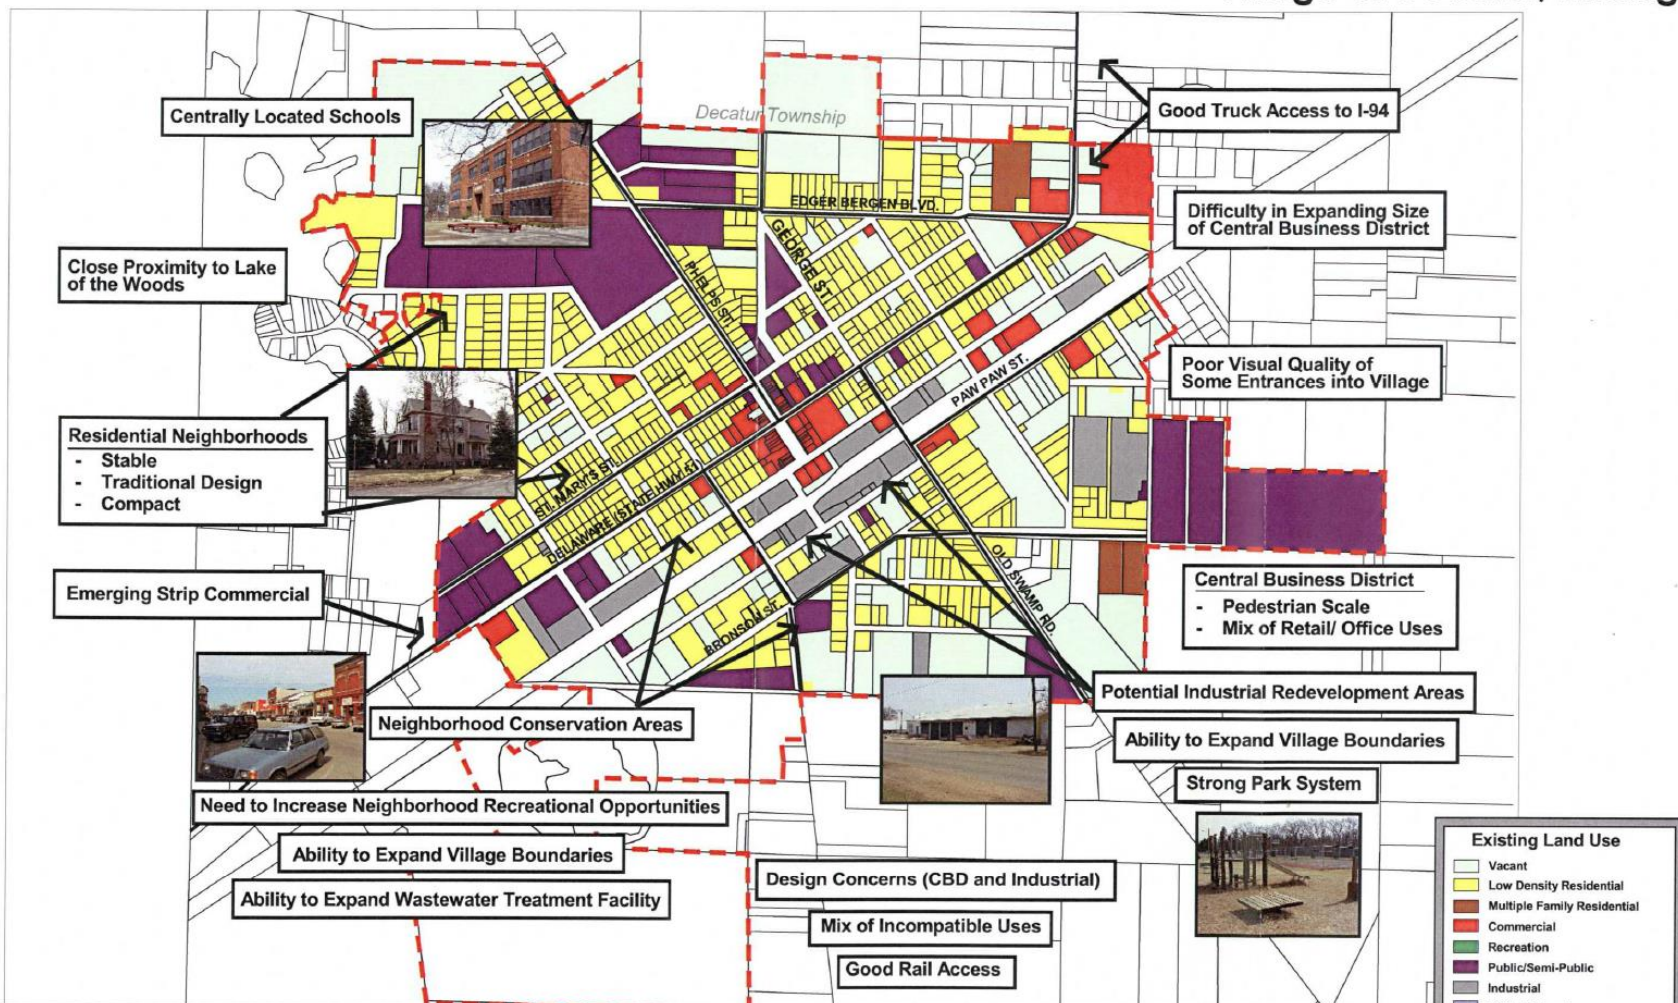 Decatur Township
Centrally Located Schools
Good Truck Access to I-94
EDGER BERGEN BLVD.
Difficulty in Expanding Size
of Central Business District
GEORGE ST.
PHELPS ST.
Close Proximity to Lake
of the Woods
Poor Visual Quality of
Some Entrances into Village
PAW PAW ST.
Residential Neighborhoods
- Stable
- Traditional Design
- Compact
ST. MARY'S ST.
DELAWARE (STATE HWY 51)
OLD SWAMP RD.
Emerging Strip Commercial
Central Business District
- Pedestrian Scale
- Mix of Retail/ Office Uses
BRONSON ST.
Potential Industrial Redevelopment Areas
Neighborhood Conservation Areas
Ability to Expand Village Boundaries
Strong Park System
Need to Increase Neighborhood Recreational Opportunities
Ability to Expand Village Boundaries
Ability to Expand Wastewater Treatment Facility
Design Concerns (CBD and Industrial)
Mix of Incompatible Uses
Good Rail Access
Existing Land Use
Vacant
Low Density Residential
Multiple Family Residential
Commercial
Recreation
Public/Semi-Public
Industrial